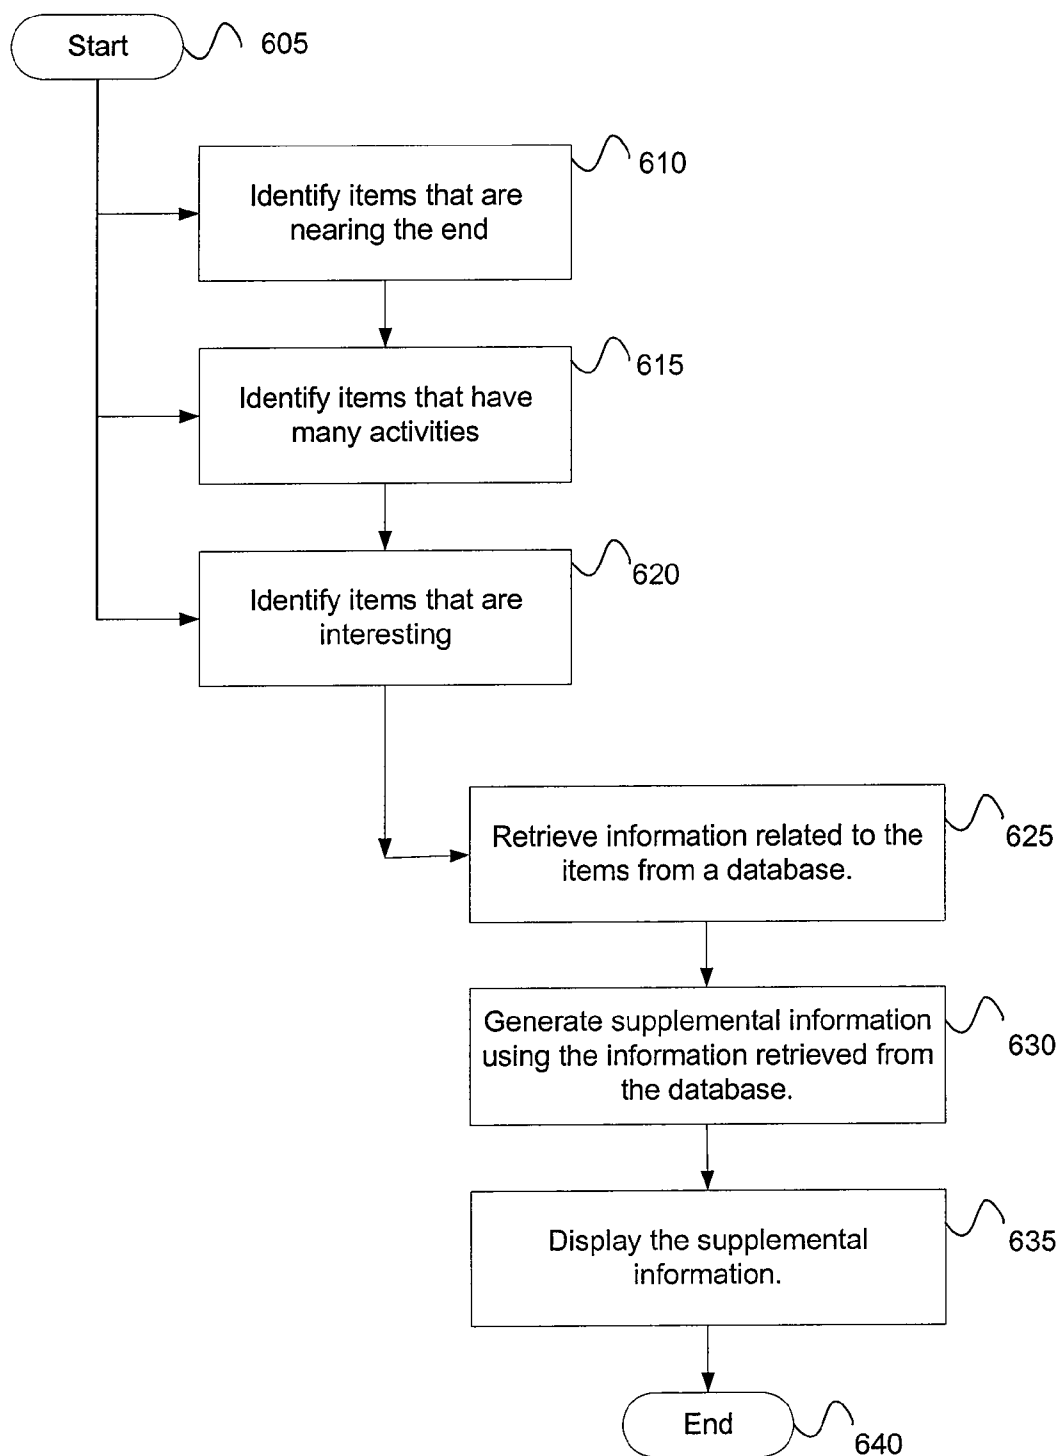 Start
605
Identify items that are
nearing the end
610
Identify items that have
many activities
615
Identify items that are
interesting
620
Retrieve information related to the
items from a database.
625
Generate supplemental information
using the information retrieved from
the database.
630
Display the supplemental
information.
635
End
640